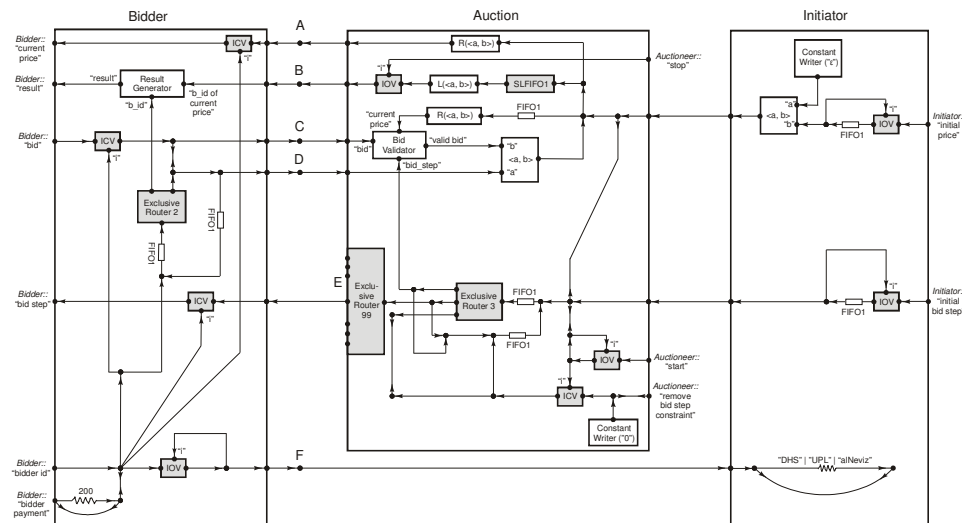 Bidder
Auction
Initiator
A
Bidder::
"current
price"
ICV
"i"
R(<a, b>)
Auctioneer::
"stop"
Constant
Writer ("ε")
B
Bidder::
"result"
"result"
Result
Generator
"b_id"
"b_id of
current
price"
"i"
IOV
L(<a, b>)
SLFIFO1
FIFO1
R(<a, b>)
"current
price"
"a"
<a, b>
"b"
FIFO1
"i"
IOV
Initiator.
"initial
price"
C
Bidder::
"bid"
ICV
"i"
"bid"
Bid
Validator
"valid bid"
"bid_step"
"b"
<a, b>
"a"
D
Exclusive
Router 2
FIFO1
FIFO1
E
Exclu-
sive
Router
99
Exclusive
Router 3
FIFO1
FIFO1
Bidder::
"bid step"
ICV
"i"
"i"
IOV
FIFO1
Initiator.
"initial
bid step"
"i"
IOV
Auctioneer::
"start"
"i"
ICV
Auctioneer::
"remove
bid step
constraint"
Constant
Writer ("0")
F
Bidder::
"bidder id"
"i"
IOV
"DHS" | "UPL" | "alNeviz"
Bidder::
"bidder
payment"
200